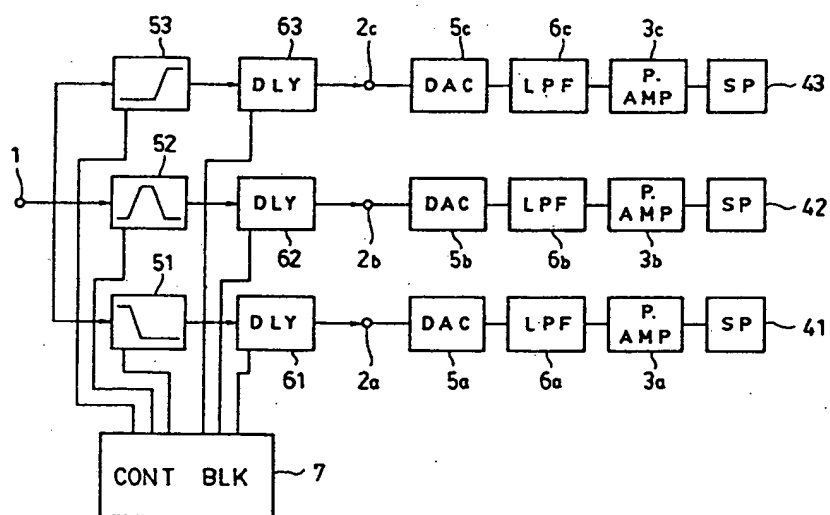 53 63 2c 5c 6c 3c
DLY DAC LPF P. AMP SP 43
1 52
DLY DAC LPF P. AMP SP 42
62 2b 5b 6b 3b
51
DLY DAC LPF P. AMP SP 41
61 2a 5a 6a 3a
CONT BLK 7